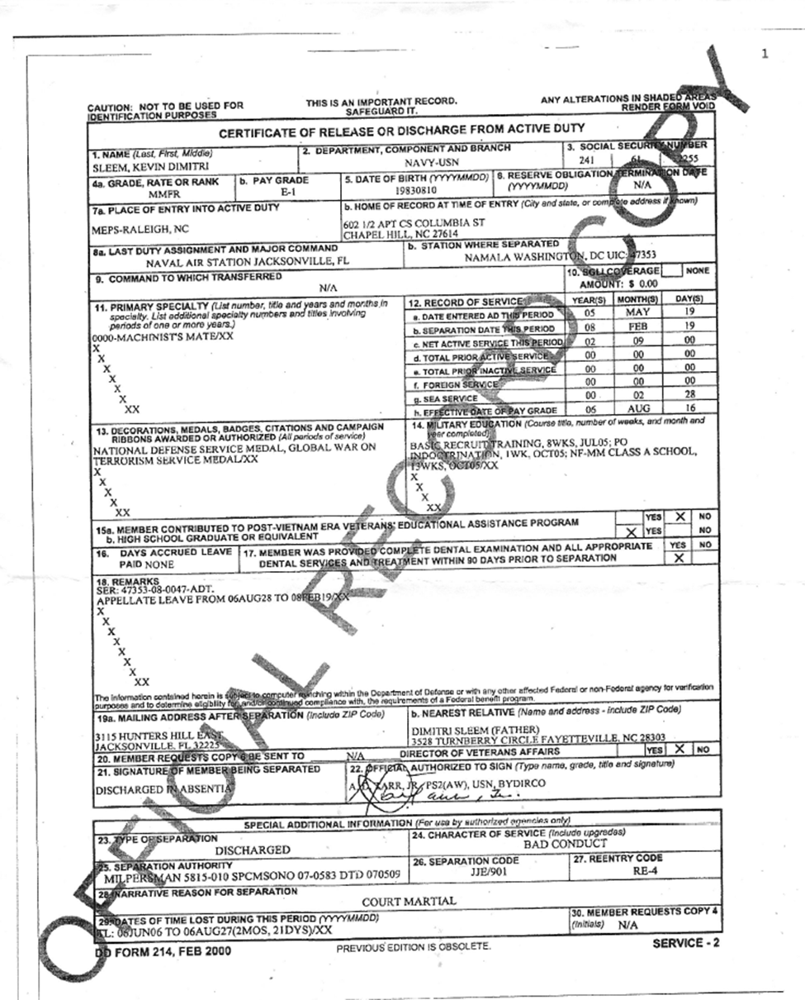 1
CAUTION: NOT TO BE USED FOR IDENTIFICATION PURPOSES
THIS IS AN IMPORTANT RECORD. SAFEGUARD IT.
ANY ALTERATIONS IN SHADED AREAS RENDER FORM VOID
CERTIFICATE OF RELEASE OR DISCHARGE FROM ACTIVE DUTY
1. NAME (Last, First, Middle)
SLEEM, KEVIN DIMITRI
2. DEPARTMENT, COMPONENT AND BRANCH
NAVY-USN
3. SOCIAL SECURITY NUMBER
241
4a. GRADE, RATE OR RANK
MMFR
b. PAY GRADE
E-1
5. DATE OF BIRTH (YYYYMMDD)
19830810
6. RESERVE OBLIGATION TERMINATION DATE
(YYYYMMDD) N/A
7a. PLACE OF ENTRY INTO ACTIVE DUTY
MEPS-RALEIGH, NC
b. HOME OF RECORD AT TIME OF ENTRY (City and state, or complete address if known)
602 1/2 APT CS COLUMBIA ST
CHAPEL HILL, NC 27614
8a. LAST DUTY ASSIGNMENT AND MAJOR COMMAND
NAVAL AIR STATION JACKSONVILLE, FL
b. STATION WHERE SEPARATED
NAMALA WASHINGTON, DC UIC: 47353
9. COMMAND TO WHICH TRANSFERRED
N/A
10. SGLI COVERAGE NONE
AMOUNT: $ 0.00
11. PRIMARY SPECIALTY (List number, title and years and months in
specialty. List additional specialty numbers and titles involving
periods of one or more years.)
0000-MACHINIST'S MATE/XX
X
X
X
X
X
X
XX
12. RECORD OF SERVICE YEAR(S) MONTH(S) DAY(S)
a. DATE ENTERED AD THIS PERIOD 05 MAY 19
b. SEPARATION DATE THIS PERIOD 08 FEB 19
c. NET ACTIVE SERVICE THIS PERIOD 02 09 00
d. TOTAL PRIOR ACTIVE SERVICE 00 00 00
e. TOTAL PRIOR INACTIVE SERVICE 00 00 00
f. FOREIGN SERVICE 00 00 00
g. SEA SERVICE 00 02 28
h. EFFECTIVE DATE OF PAY GRADE 06 AUG 16
13. DECORATIONS, MEDALS, BADGES, CITATIONS AND CAMPAIGN
RIBBONS AWARDED OR AUTHORIZED (All periods of service)
NATIONAL DEFENSE SERVICE MEDAL, GLOBAL WAR ON
TERRORISM SERVICE MEDAL/XX
X
X
X
X
XX
14. MILITARY EDUCATION (Course title, number of weeks, and month and
year completed)
BASIC RECRUIT TRAINING, 8WKS, JUL05; PO
INDOCTRINATION, 1WK, OCT05; NF-MM CLASS A SCHOOL,
13WKS, OCT05/XX
X
X
X
XX
15a. MEMBER CONTRIBUTED TO POST-VIETNAM ERA VETERANS' EDUCATIONAL ASSISTANCE PROGRAM YES X NO
b. HIGH SCHOOL GRADUATE OR EQUIVALENT X YES NO
16. DAYS ACCRUED LEAVE
PAID NONE
17. MEMBER WAS PROVIDED COMPLETE DENTAL EXAMINATION AND ALL APPROPRIATE YES NO
DENTAL SERVICES AND TREATMENT WITHIN 90 DAYS PRIOR TO SEPARATION X
18. REMARKS
SER: 47353-08-0047-ADT.
APPELLATE LEAVE FROM 06AUG28 TO 08FEB19/XX
X
X
X
X
X
X
XX
The information contained herein is subject to computer matching within the Department of Defense or with any other affected Federal or non-Federal agency for verification
purposes and to determine eligibility for, and/or continued compliance with, the requirements of a Federal benefit program.
19a. MAILING ADDRESS AFTER SEPARATION (Include ZIP Code)
3115 HUNTERS HILL EAST
JACKSONVILLE, FL 32225
b. NEAREST RELATIVE (Name and address - include ZIP Code)
DIMITRI SLEEM (FATHER)
3528 TURNBERRY CIRCLE FAYETTEVILLE, NC 28303
20. MEMBER REQUESTS COPY 6 BE SENT TO N/A DIRECTOR OF VETERANS AFFAIRS YES X NO
21. SIGNATURE OF MEMBER BEING SEPARATED
DISCHARGED IN ABSENTIA
22. OFFICIAL AUTHORIZED TO SIGN (Type name, grade, title and signature)
JR, PS2(AW), USN, BYDIRCO
SPECIAL ADDITIONAL INFORMATION (For use by authorized agencies only)
23. TYPE OF SEPARATION
DISCHARGED
24. CHARACTER OF SERVICE (Include upgrades)
BAD CONDUCT
25. SEPARATION AUTHORITY
MILPERSMAN 5815-010 SPCMSONO 07-0583 DTD 070509
26. SEPARATION CODE
JJE/901
27. REENTRY CODE
RE-4
28. NARRATIVE REASON FOR SEPARATION
COURT MARTIAL
29. DATES OF TIME LOST DURING THIS PERIOD (YYYYMMDD)
TL: 06JUN06 TO 06AUG27(2MOS, 21DYS)/XX
30. MEMBER REQUESTS COPY 4
(Initials) N/A
DD FORM 214, FEB 2000
PREVIOUS EDITION IS OBSOLETE.
SERVICE - 2
OFFICIAL RECORD COPY